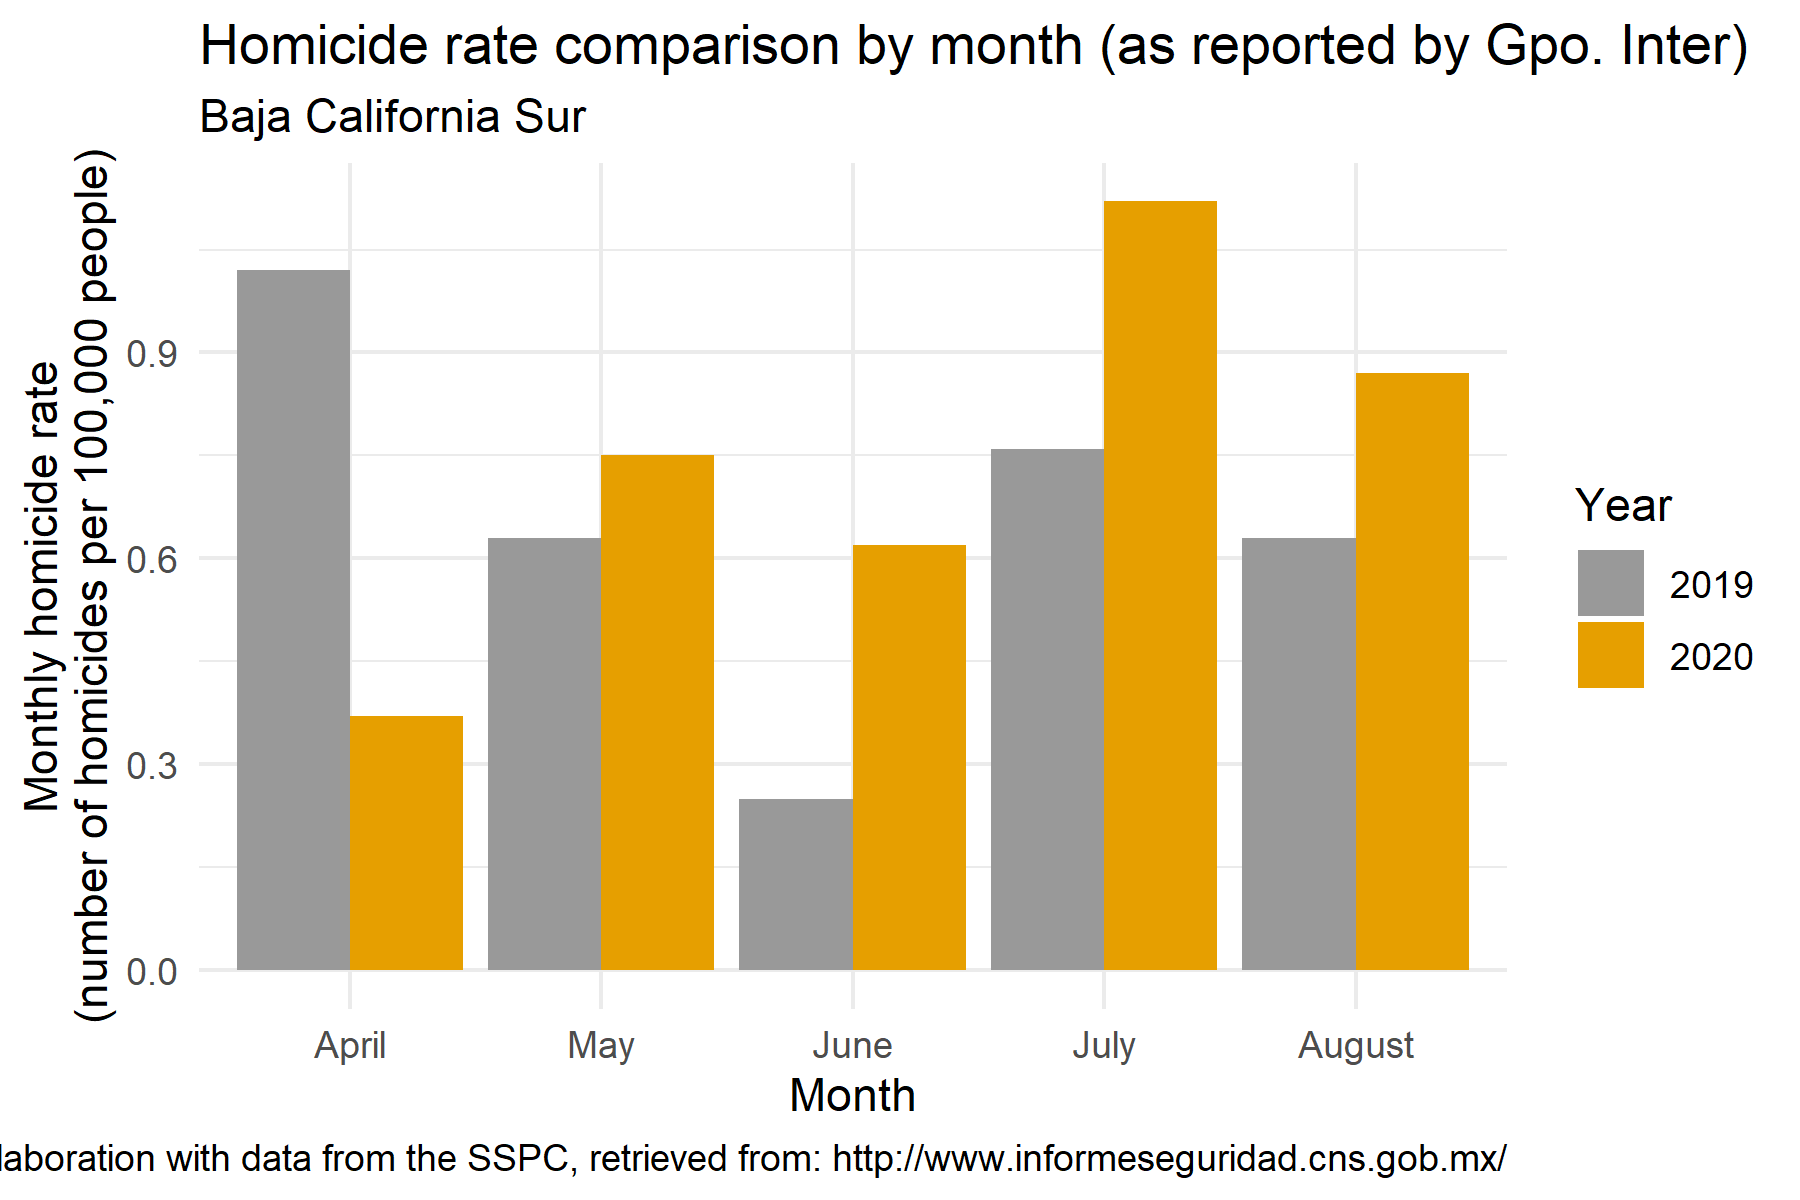 Homicide rate comparison by month (as reported by Gpo. Inter)
Baja California Sur
Monthly homicide rate
(number of homicides per 100,000 people)
0.9
0.6
0.3
0.0
April May June July August
Month
Year
2019
2020
with data from the SSPC, retrieved from: http://www.informeseguridad.cns.gob.mx/